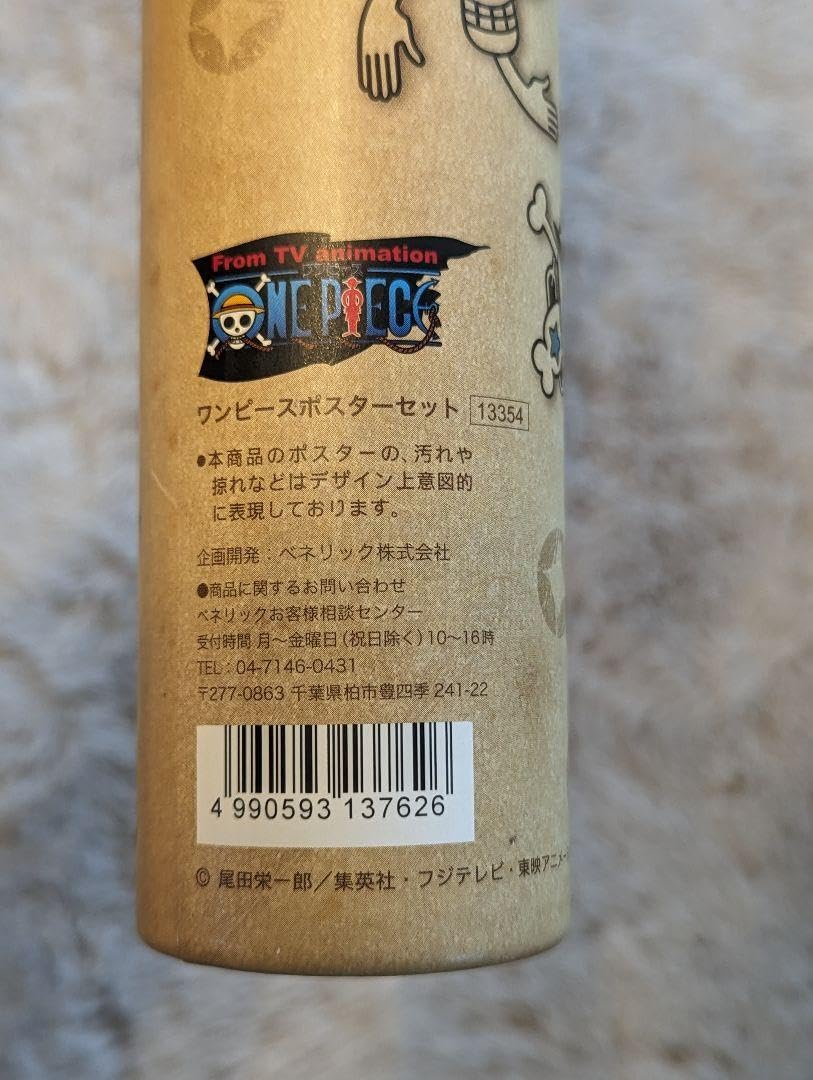 From TV animation
ワンピース
ONE PIECE
ワンピースポスターセット 13354
●本商品のポスターの、汚れや
掠れなどはデザイン上意図的
に表現しております。
企画開発：ベネリック株式会社
●商品に関するお問い合わせ
ベネリックお客様相談センター
受付時間 月～金曜日（祝日除く）10～16時
TEL：04-7146-0431
〒277-0863 千葉県柏市豊四季 241-22
4 990593 137626
© 尾田栄一郎／集英社・フジテレビ・東映アニメー